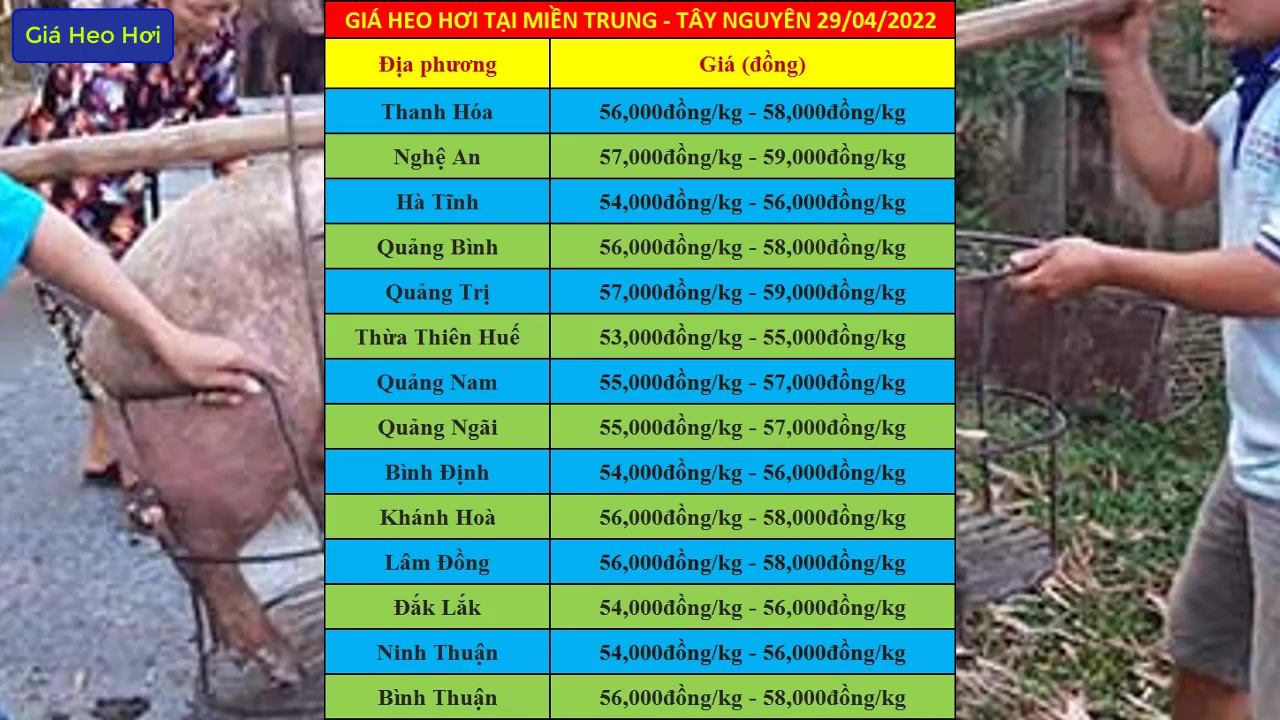 Giá Heo Hơi
GIÁ HEO HƠI TẠI MIỀN TRUNG - TÂY NGUYÊN 29/04/2022
Địa phương Giá (đồng)
Thanh Hóa 56,000đồng/kg - 58,000đồng/kg
Nghệ An 57,000đồng/kg - 59,000đồng/kg
Hà Tĩnh 54,000đồng/kg - 56,000đồng/kg
Quảng Bình 56,000đồng/kg - 58,000đồng/kg
Quảng Trị 57,000đồng/kg - 59,000đồng/kg
Thừa Thiên Huế 53,000đồng/kg - 55,000đồng/kg
Quảng Nam 55,000đồng/kg - 57,000đồng/kg
Quảng Ngãi 55,000đồng/kg - 57,000đồng/kg
Bình Định 54,000đồng/kg - 56,000đồng/kg
Khánh Hoà 56,000đồng/kg - 58,000đồng/kg
Lâm Đồng 56,000đồng/kg - 58,000đồng/kg
Đắk Lắk 54,000đồng/kg - 56,000đồng/kg
Ninh Thuận 54,000đồng/kg - 56,000đồng/kg
Bình Thuận 56,000đồng/kg - 58,000đồng/kg